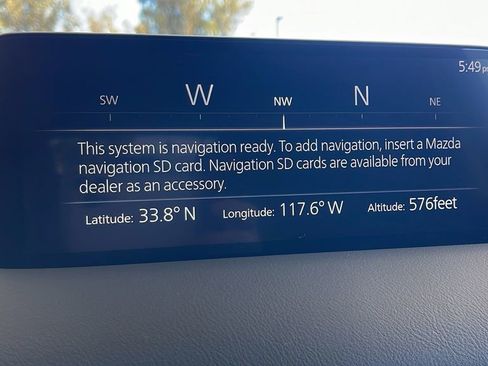 5:49 pm
SW W NW N NE
This system is navigation ready. To add navigation, insert a Mazda
navigation SD card. Navigation SD cards are available from your
dealer as an accessory.
Latitude: 33.8° N Longitude: 117.6° W Altitude: 576feet